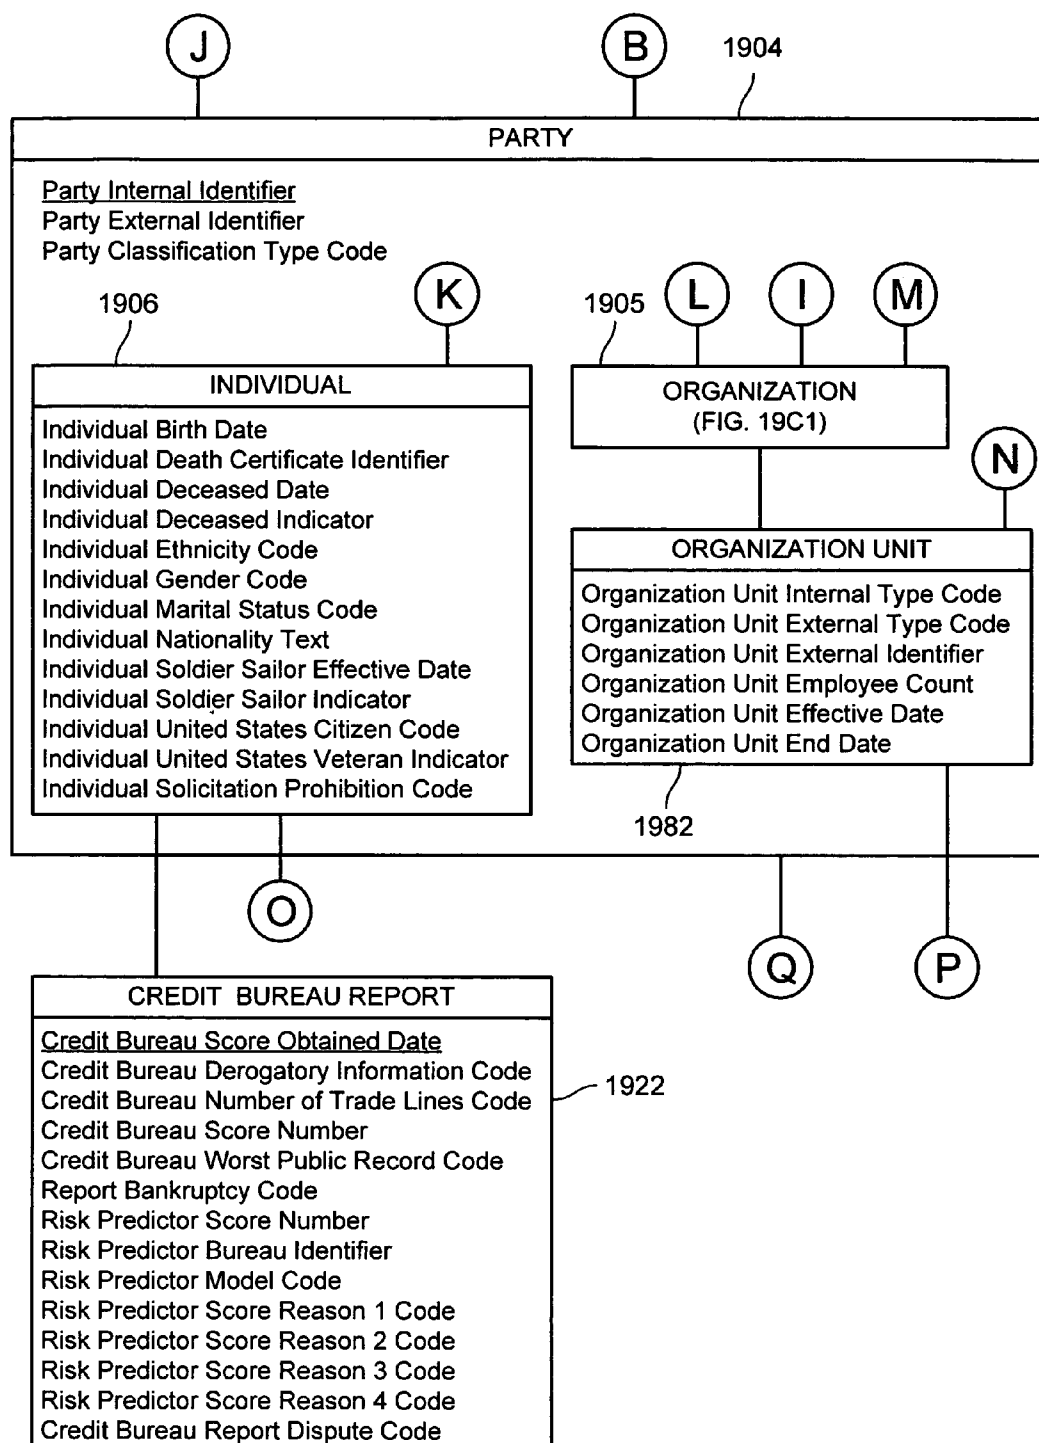 J
B
1904
PARTY
Party Internal Identifier
Party External Identifier
Party Classification Type Code
1906
K
1905
L
I
M
INDIVIDUAL
Individual Birth Date
Individual Death Certificate Identifier
Individual Deceased Date
Individual Deceased Indicator
Individual Ethnicity Code
Individual Gender Code
Individual Marital Status Code
Individual Nationality Text
Individual Soldier Sailor Effective Date
Individual Soldier Sailor Indicator
Individual United States Citizen Code
Individual United States Veteran Indicator
Individual Solicitation Prohibition Code
ORGANIZATION
(FIG. 19C1)
N
ORGANIZATION UNIT
Organization Unit Internal Type Code
Organization Unit External Type Code
Organization Unit External Identifier
Organization Unit Employee Count
Organization Unit Effective Date
Organization Unit End Date
1982
O
Q
P
CREDIT BUREAU REPORT
Credit Bureau Score Obtained Date
Credit Bureau Derogatory Information Code
Credit Bureau Number of Trade Lines Code
Credit Bureau Score Number
Credit Bureau Worst Public Record Code
Report Bankruptcy Code
Risk Predictor Score Number
Risk Predictor Bureau Identifier
Risk Predictor Model Code
Risk Predictor Score Reason 1 Code
Risk Predictor Score Reason 2 Code
Risk Predictor Score Reason 3 Code
Risk Predictor Score Reason 4 Code
Credit Bureau Report Dispute Code
1922